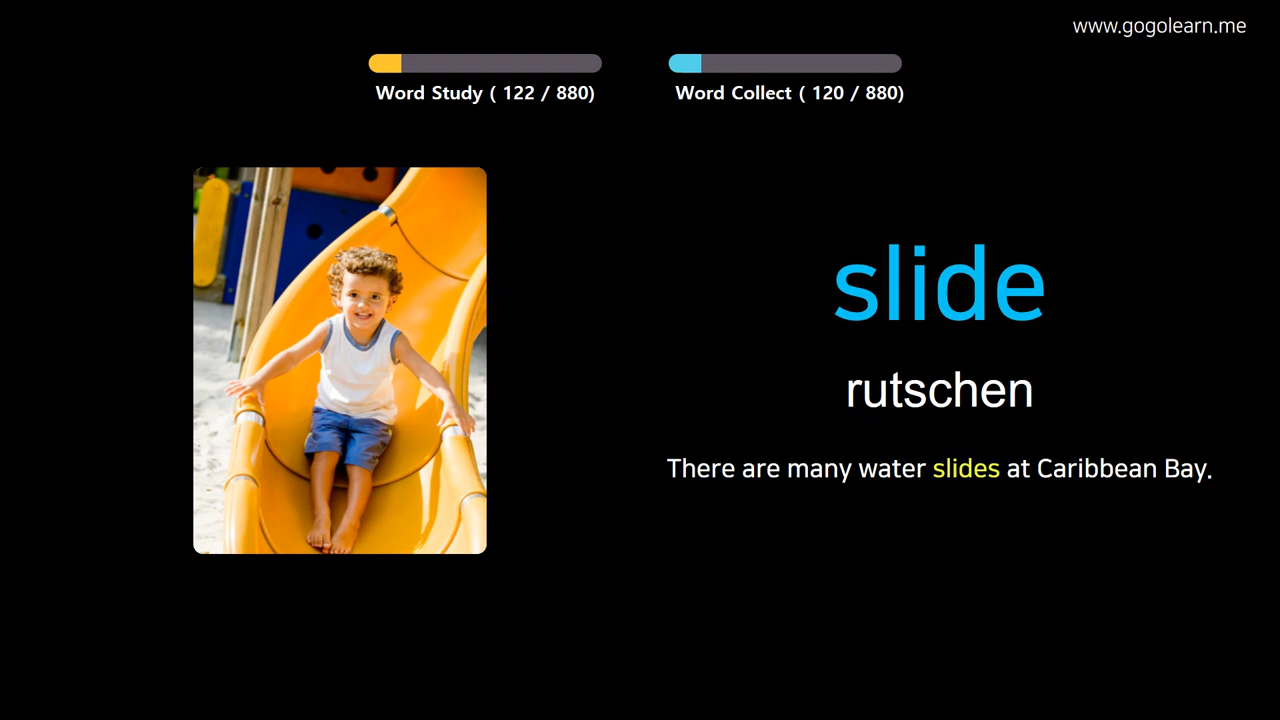 www.gogolearn.me
Word Study ( 122 / 880)
Word Collect ( 120 / 880)
slide
rutschen
There are many water slides at Caribbean Bay.